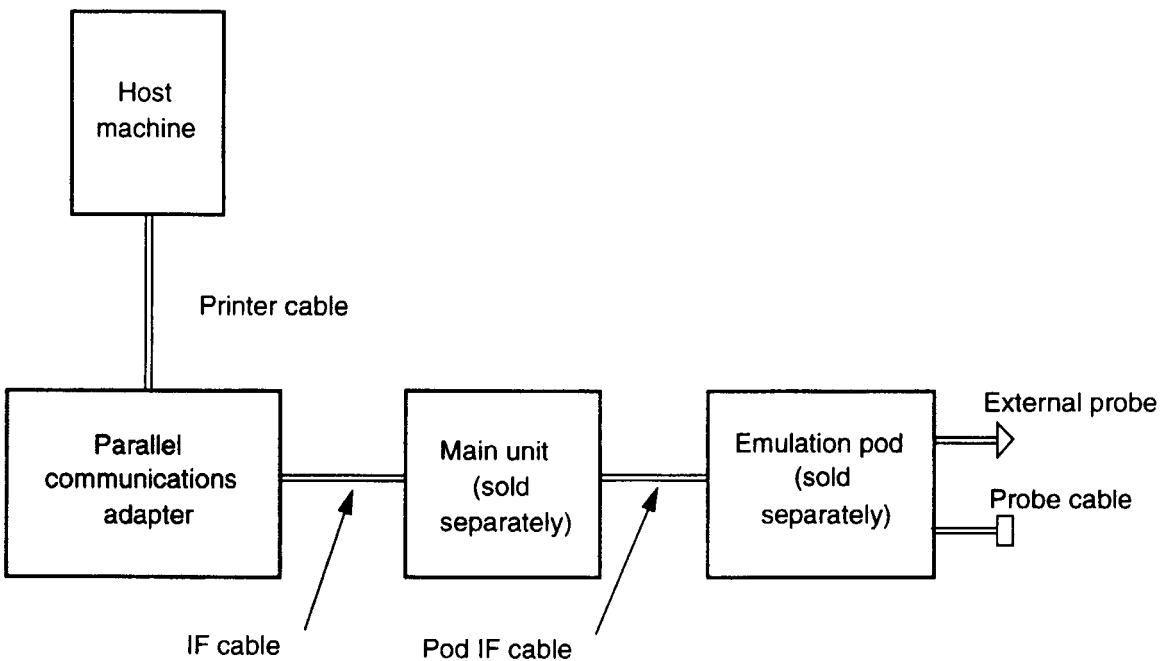 Host
machine
Printer cable
Parallel
communications
adapter
Main unit
(sold
separately)
Emulation pod
(sold
separately)
External probe
Probe cable
IF cable
Pod IF cable